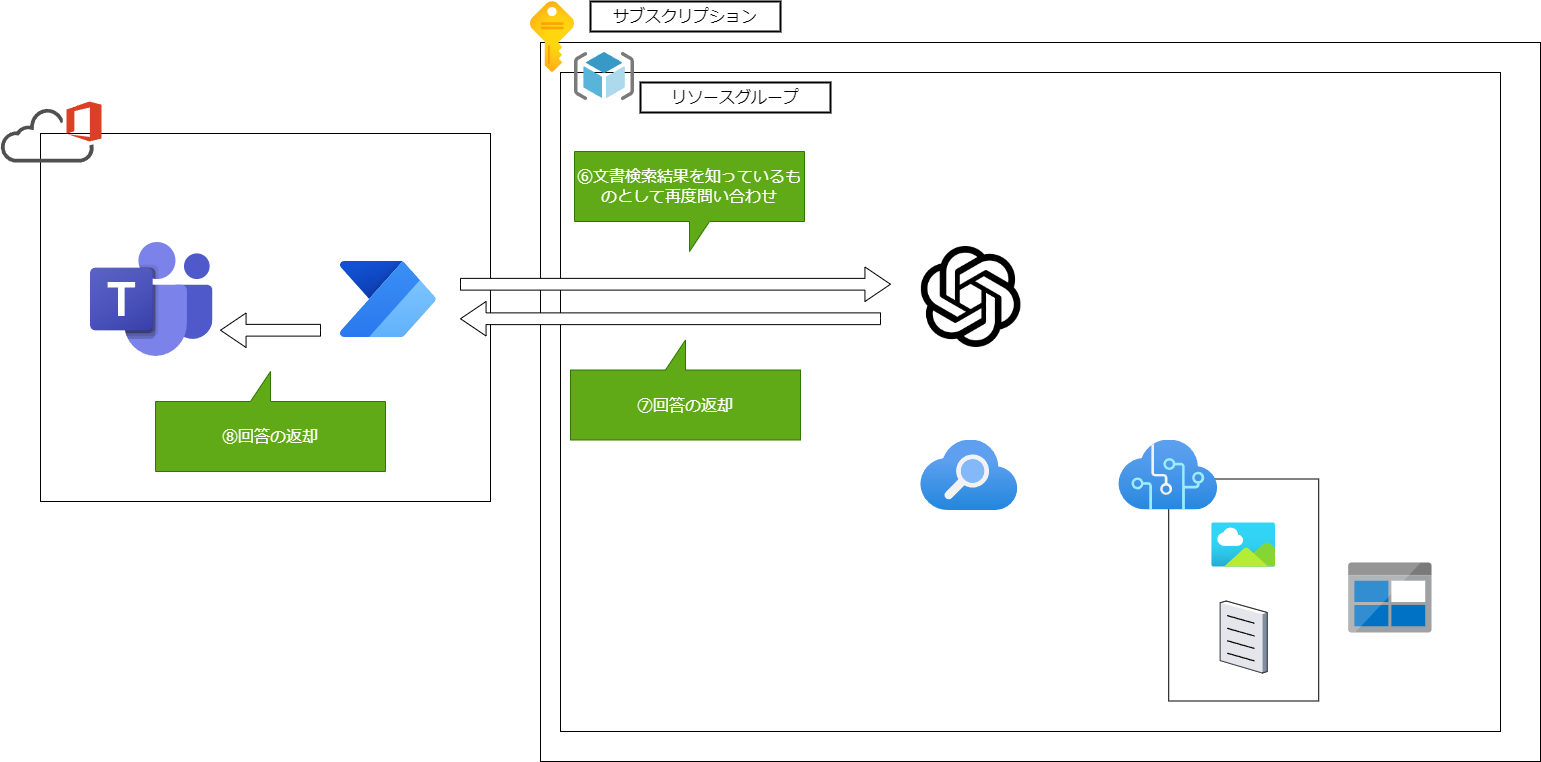 サブスクリプション
リソースグループ
⑥文書検索結果を知っているも
のとして再度問い合わせ
T
⑦回答の返却
⑧回答の返却